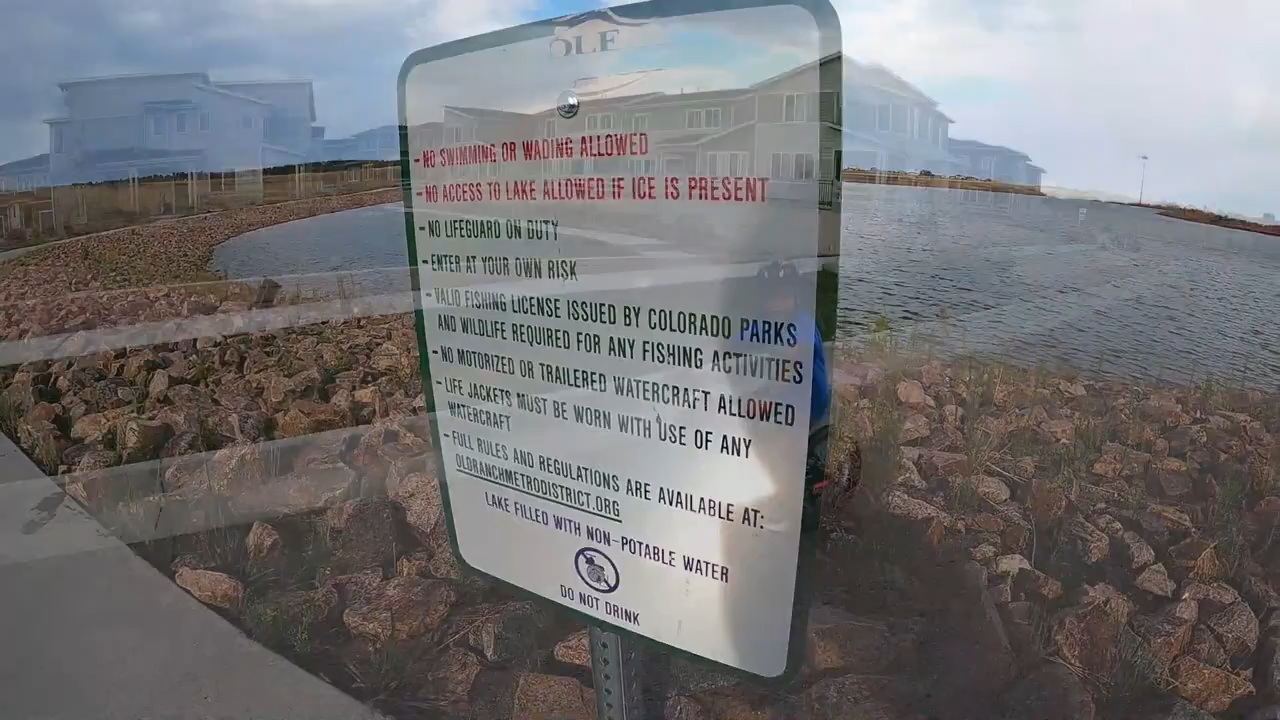 OLE
-NO SWIMMING OR WADING ALLOWED
-NO ACCESS TO LAKE ALLOWED IF ICE IS PRESENT
-NO LIFEGUARD ON DUTY
-ENTER AT YOUR OWN RISK
-VALID FISHING LICENSE ISSUED BY COLORADO PARKS
AND WILDLIFE REQUIRED FOR ANY FISHING ACTIVITIES
-NO MOTORIZED OR TRAILERED WATERCRAFT ALLOWED
-LIFE JACKETS MUST BE WORN WITH USE OF ANY
WATERCRAFT
-FULL RULES AND REGULATIONS ARE AVAILABLE AT:
OLDRANCHMETRODISTRICT.ORG
LAKE FILLED WITH NON-POTABLE WATER
DO NOT DRINK